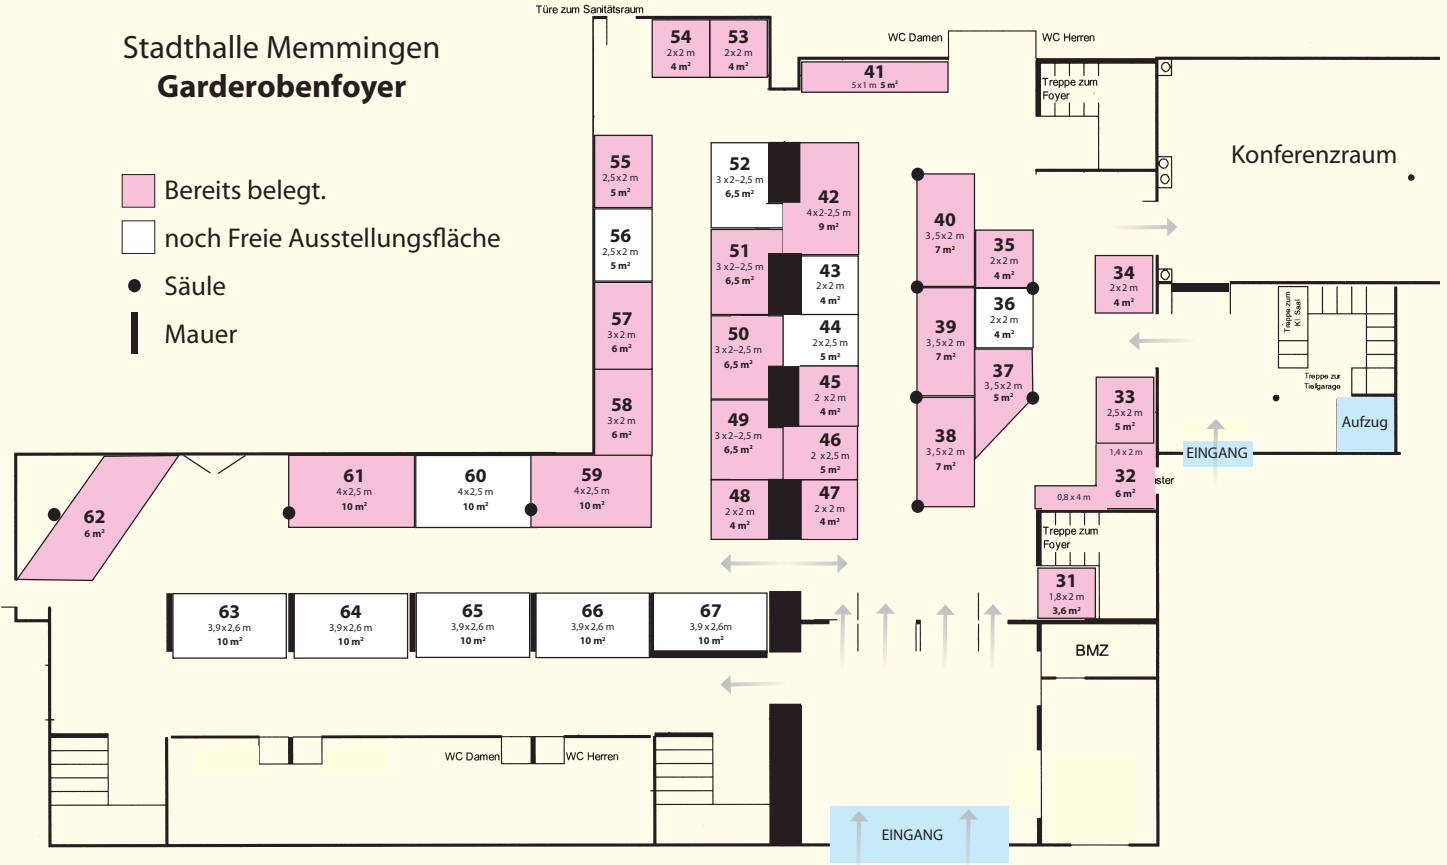 Türe zum Sanitätsraum
Stadthalle Memmingen
Garderobenfoyer
Bereits belegt.
noch Freie Ausstellungsfläche
Säule
Mauer
54
2x2 m
4 m²
53
2x2 m
4 m²
41
5x1 m 5 m²
WC Damen
WC Herren
Treppe zum
Foyer
Konferenzraum
55
2,5x2 m
5 m²
56
2,5x2 m
5 m²
57
3x2 m
6 m²
58
3x2 m
6 m²
52
3 x2–2,5 m
6,5 m²
51
3 x2–2,5 m
6,5 m²
50
3 x2–2,5 m
6,5 m²
49
3 x2–2,5 m
6,5 m²
48
2x2 m
4 m²
42
4x2-2,5 m
9 m²
43
2x2 m
4 m²
44
2x2,5 m
5 m²
45
2 x2 m
4 m²
46
2 x2,5 m
5 m²
47
2 x2 m
4 m²
40
3,5x2 m
7 m²
39
3,5x2 m
7 m²
38
3,5x2 m
7 m²
35
2x2 m
4 m²
36
2x2 m
4 m²
37
3,5x2 m
5 m²
34
2x2 m
4 m²
33
2,5x2 m
5 m²
1,4 x 2 m
32
6 m²
0,8 x 4 m
ster
Treppe zum
Kl. Saal
Treppe zur
Tiefgarage
Aufzug
EINGANG
Treppe zum
Foyer
31
1,8x2 m
3,6 m²
BMZ
62
6 m²
61
4x2,5 m
10 m²
60
4x2,5 m
10 m²
59
4x2,5 m
10 m²
63
3,9x2,6 m
10 m²
64
3,9x2,6 m
10 m²
65
3,9x2,6 m
10 m²
66
3,9x2,6 m
10 m²
67
3,9 x2,6m
10 m²
WC Damen
WC Herren
EINGANG